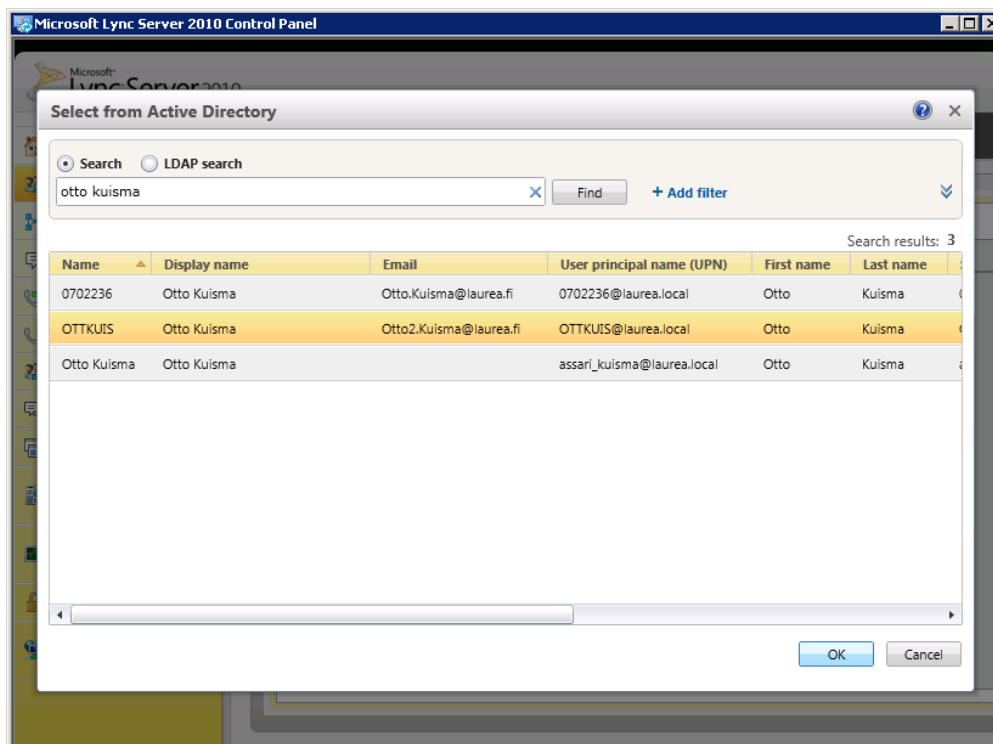 Microsoft Lync Server 2010 Control Panel
Microsoft
Lync Server 2010
Select from Active Directory
Search LDAP search
otto kuisma Find + Add filter
Search results: 3
Name Display name Email User principal name (UPN) First name Last name
0702236 Otto Kuisma Otto.Kuisma@laurea.fi 0702236@laurea.local Otto Kuisma
OTTKUIS Otto Kuisma Otto2.Kuisma@laurea.fi OTTKUIS@laurea.local Otto Kuisma
Otto Kuisma Otto Kuisma assari_kuisma@laurea.local Otto Kuisma
OK Cancel